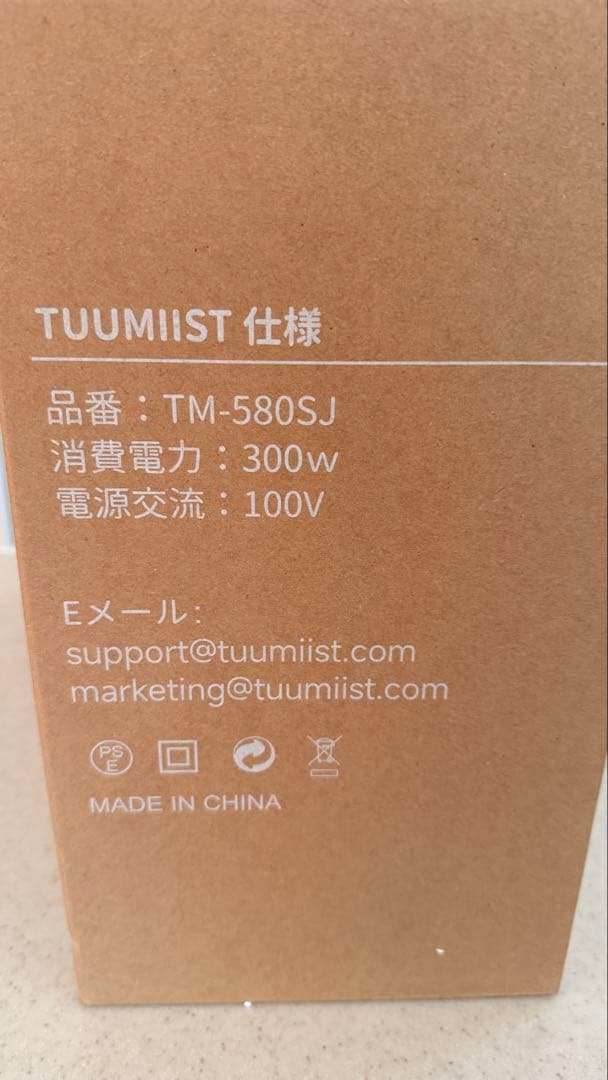 TUUMIIST 仕様
品番：TM-580SJ
消費電力：300w
電源交流：100V
Eメール:
support@tuumiist.com
marketing@tuumiist.com
PS
E
MADE IN CHINA